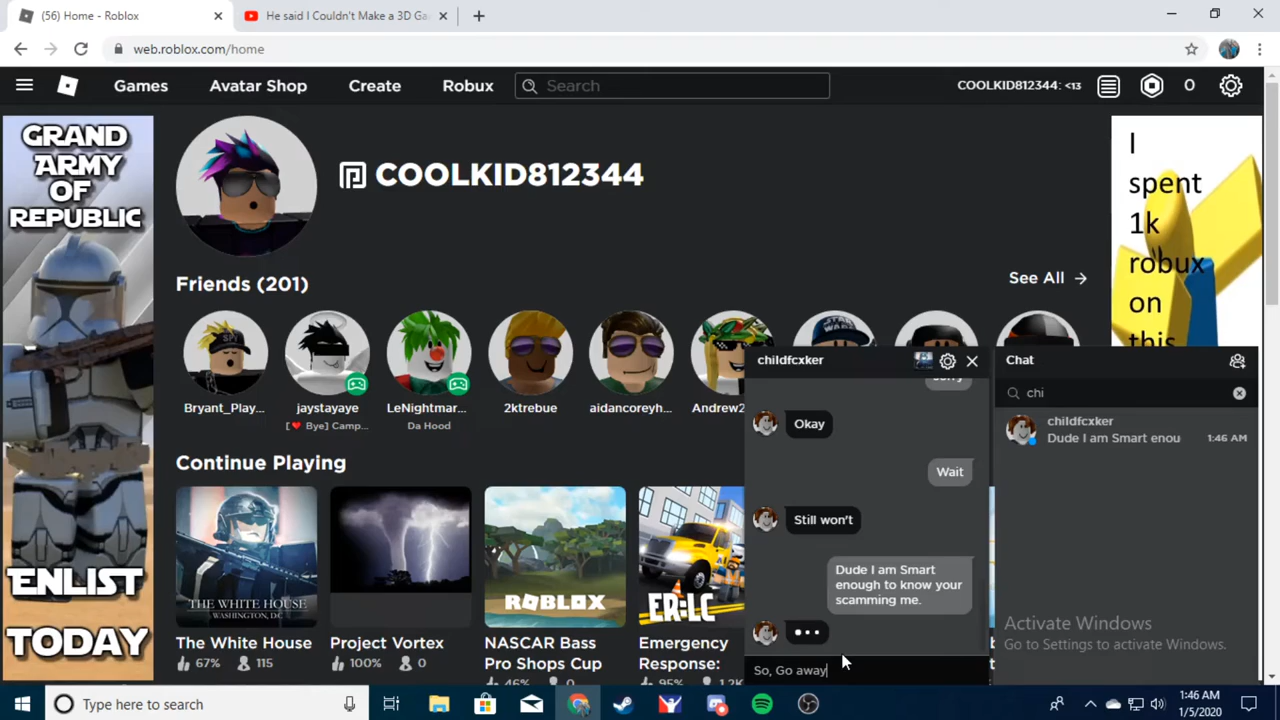 (56) Home - Roblox
He said I Couldn't Make a 3D Ga
web.roblox.com/home
Games
Avatar Shop
Create
Robux
Search
COOLKID812344: <13
0
GRAND
ARMY
OF
REPUBLIC
ENLIST
TODAY
COOLKID812344
I
spent
1k
robux
on
this
Friends (201)
See All
Bryant_Play...
jaystayaye
[❤ Bye] Camp...
LeNightmar...
Da Hood
2ktrebue
aidancoreyh...
Andrew2
Continue Playing
THE WHITE HOUSE
WASHINGTON, D.C.
The White House
67% 115
Project Vortex
100% 0
ROBLOX
NASCAR Bass
Pro Shops Cup
46%
ER:LC
Emergency
Response:
95% 1.2K
childfcxker
Okay
Wait
Still won't
Dude I am Smart
enough to know your
scamming me.
So, Go away
Chat
chi
childfcxker
Dude I am Smart enou
1:46 AM
Activate Windows
Go to Settings to activate Windows.
Type here to search
1:46 AM
1/5/2020